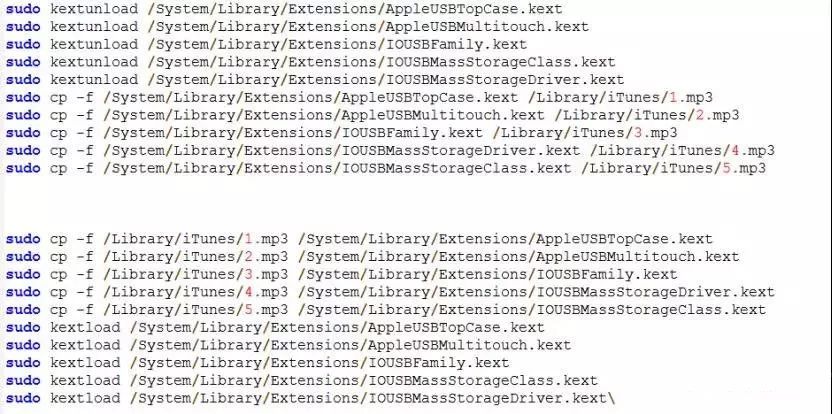 sudo kextunload /System/Library/Extensions/AppleUSBTopCase.kext
sudo kextunload /System/Library/Extensions/AppleUSBMultitouch.kext
sudo kextunload /System/Library/Extensions/IOUSBFamily.kext
sudo kextunload /System/Library/Extensions/IOUSBMassStorageClass.kext
sudo kextunload /System/Library/Extensions/IOUSBMassStorageDriver.kext
sudo cp -f /System/Library/Extensions/AppleUSBTopCase.kext /Library/iTunes/1.mp3
sudo cp -f /System/Library/Extensions/AppleUSBMultitouch.kext /Library/iTunes/2.mp3
sudo cp -f /System/Library/Extensions/IOUSBFamily.kext /Library/iTunes/3.mp3
sudo cp -f /System/Library/Extensions/IOUSBMassStorageDriver.kext /Library/iTunes/4.mp3
sudo cp -f /System/Library/Extensions/IOUSBMassStorageClass.kext /Library/iTunes/5.mp3
sudo cp -f /Library/iTunes/1.mp3 /System/Library/Extensions/AppleUSBTopCase.kext
sudo cp -f /Library/iTunes/2.mp3 /System/Library/Extensions/AppleUSBMultitouch.kext
sudo cp -f /Library/iTunes/3.mp3 /System/Library/Extensions/IOUSBFamily.kext
sudo cp -f /Library/iTunes/4.mp3 /System/Library/Extensions/IOUSBMassStorageDriver.kext
sudo cp -f /Library/iTunes/5.mp3 /System/Library/Extensions/IOUSBMassStorageClass.kext
sudo kextload /System/Library/Extensions/AppleUSBTopCase.kext
sudo kextload /System/Library/Extensions/AppleUSBMultitouch.kext
sudo kextload /System/Library/Extensions/IOUSBFamily.kext
sudo kextload /System/Library/Extensions/IOUSBMassStorageClass.kext
sudo kextload /System/Library/Extensions/IOUSBMassStorageDriver.kext\